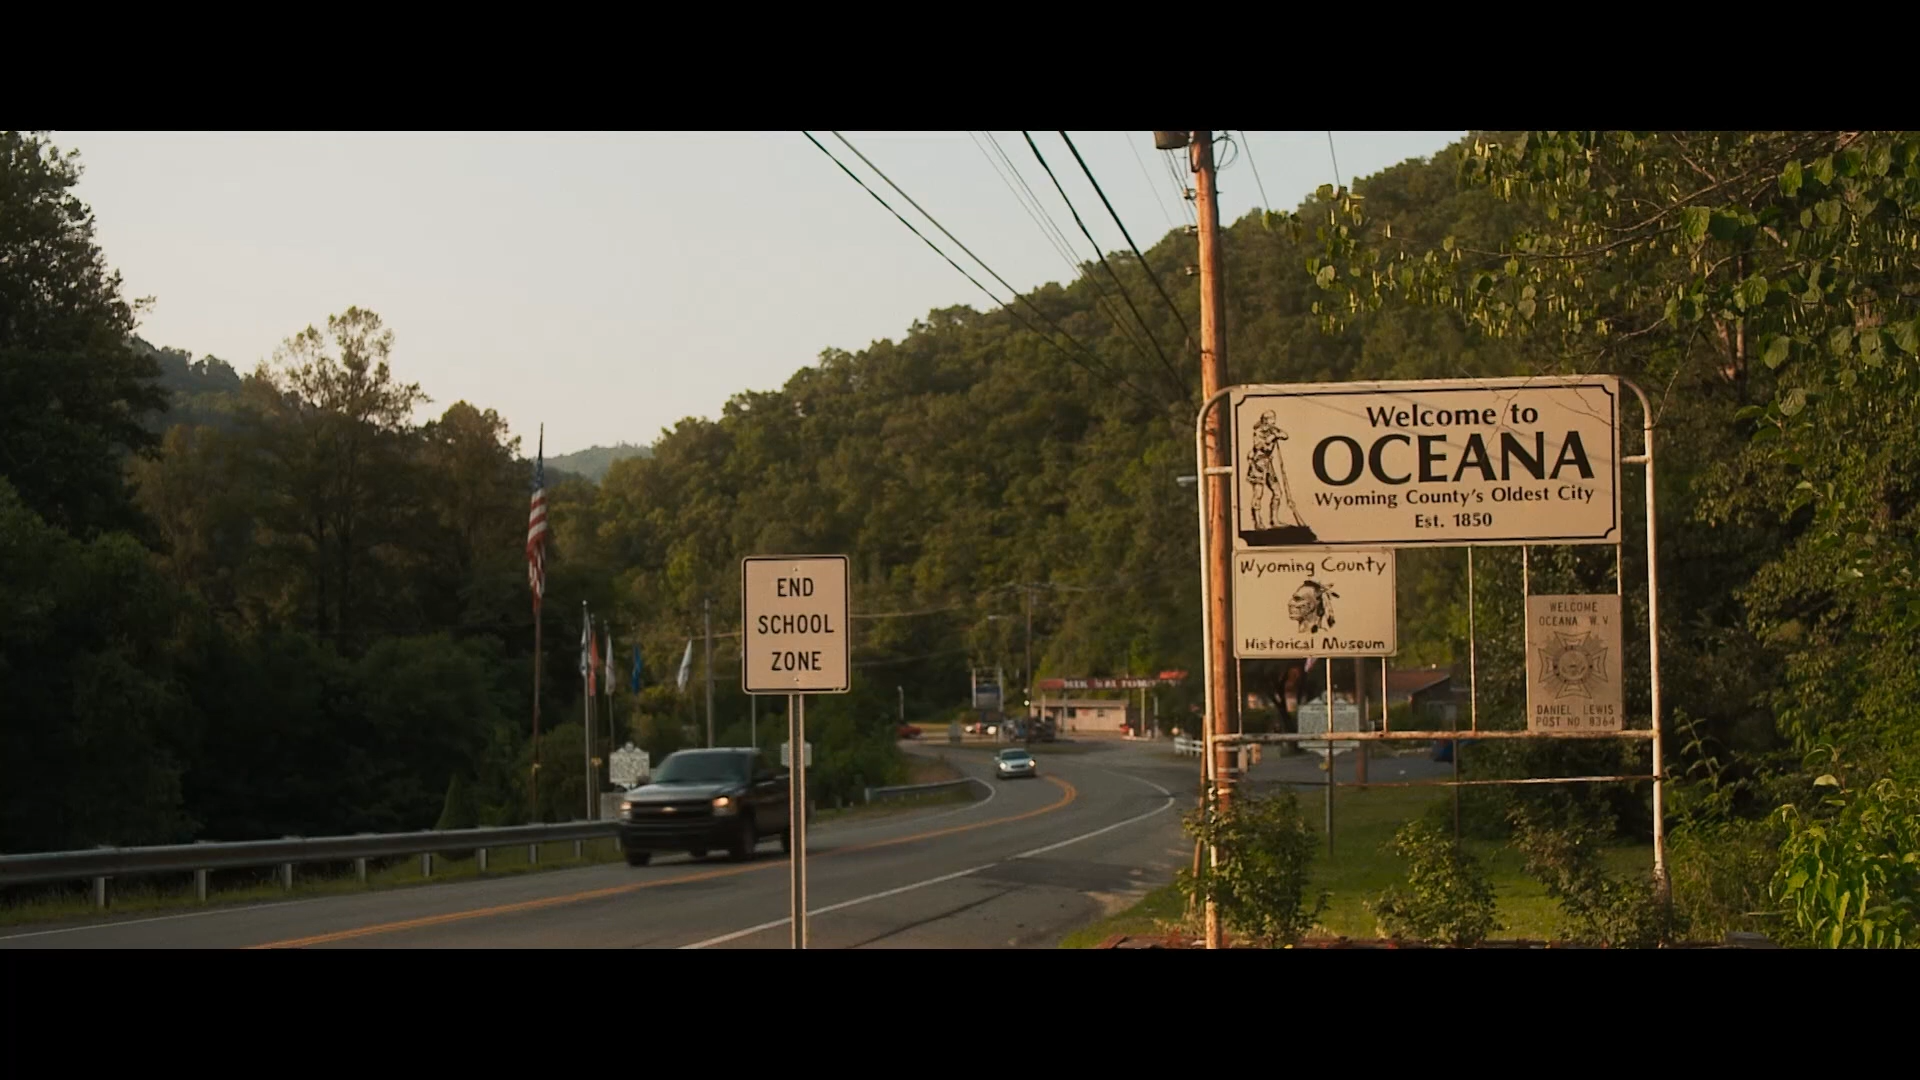 Welcome to
OCEANA
Wyoming County's Oldest City
Est. 1850
END
SCHOOL
ZONE
Wyoming County
Historical Museum
WELCOME
OCEANA W.V
DANIEL LEWIS
POST NO 8364